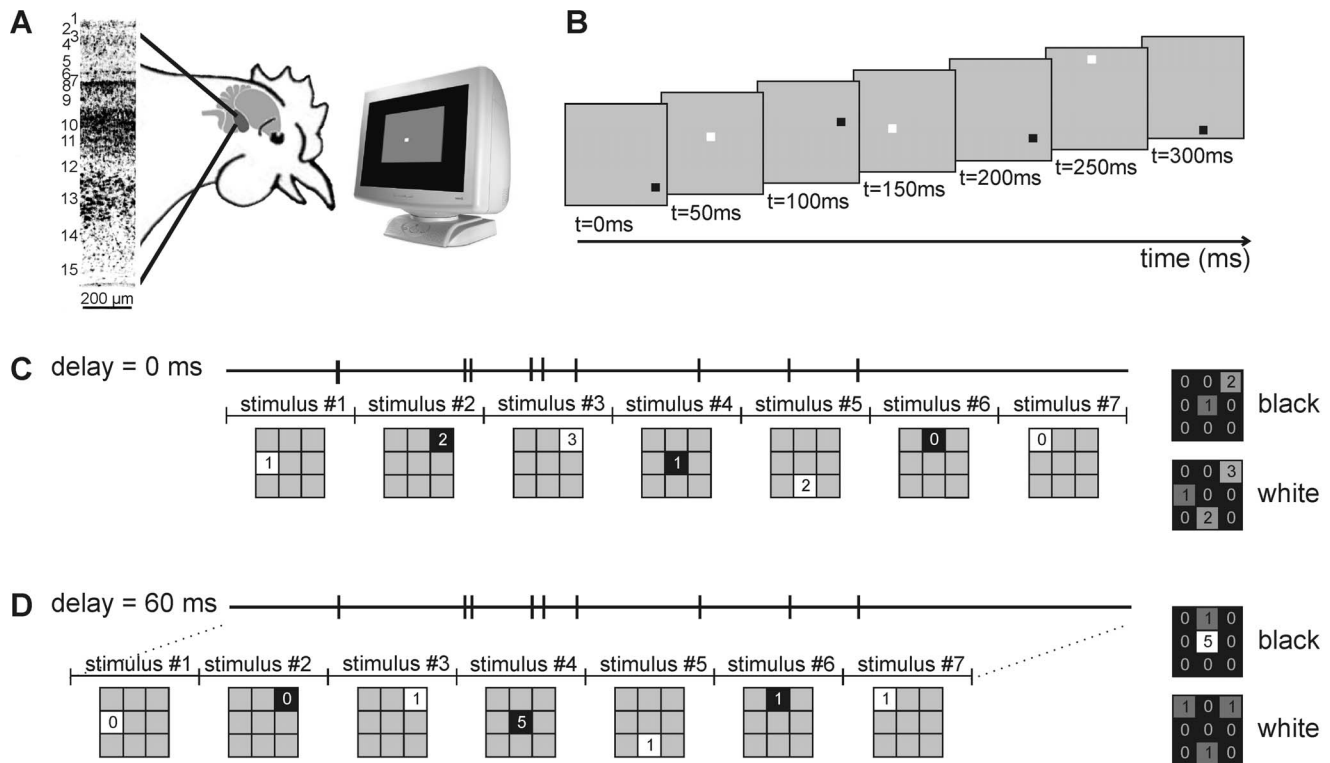 A
1
2
3
4
5
6
7
8
9
10
11
12
13
14
15
200 µm
B
t=0ms
t=50ms
t=100ms
t=150ms
t=200ms
t=250ms
t=300ms
time (ms)
C delay = 0 ms
stimulus #1 stimulus #2 stimulus #3 stimulus #4 stimulus #5 stimulus #6 stimulus #7
1 2 3 1 2 0 0
0 0 2
0 1 0 black
0 0 0
0 0 3
1 0 0 white
0 2 0
D delay = 60 ms
stimulus #1 stimulus #2 stimulus #3 stimulus #4 stimulus #5 stimulus #6 stimulus #7
0 0 1 5 1 1 1
0 1 0
0 5 0 black
0 0 0
1 0 1
0 0 0 white
0 1 0